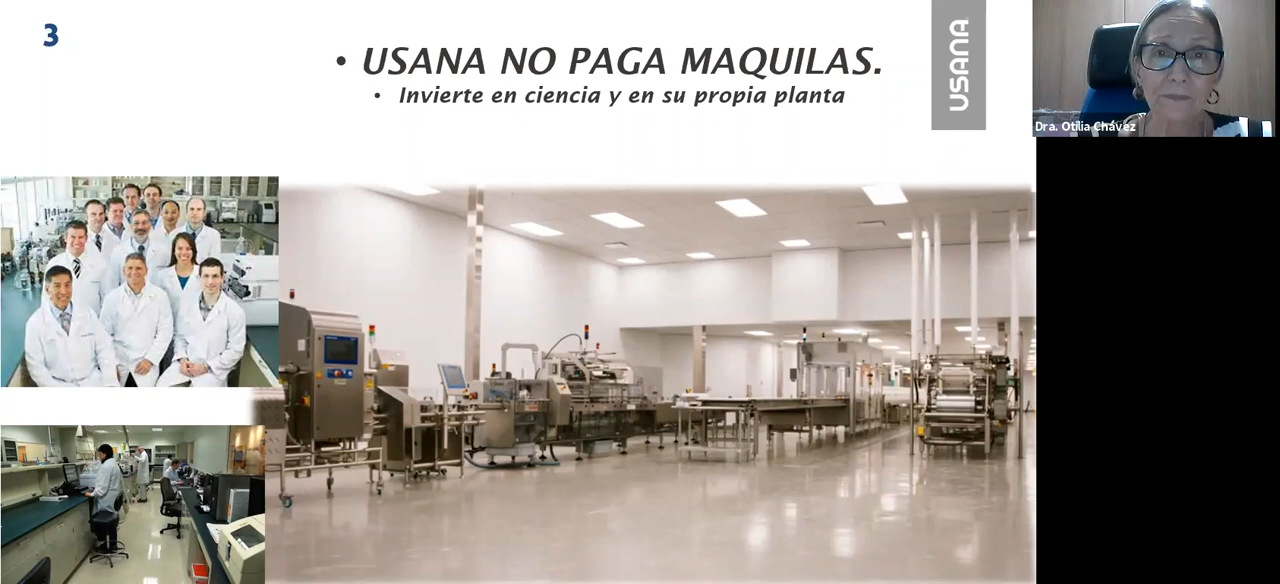 3
• USANA NO PAGA MAQUILAS.
• Invierte en ciencia y en su propia planta
USANA
Dra. Otilia Chávez